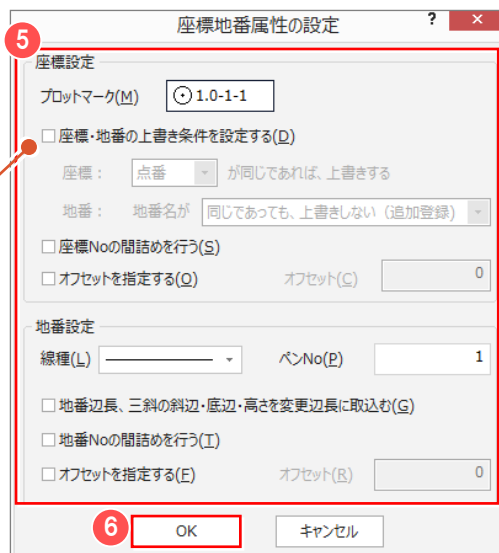 座標地番属性の設定 ? ×
5
座標設定
プロットマーク(M) 1.0-1-1
座標・地番の上書き条件を設定する(D)
座標： 点番 が同じであれば、上書きする
地番： 地番名が 同じであっても、上書きしない（追加登録）
座標Noの間詰めを行う(S)
オフセットを指定する(O) オフセット(C) 0
地番設定
線種(L) ペンNo(P) 1
地番辺長、三斜の斜辺・底辺・高さを変更辺長に取込む(G)
地番Noの間詰めを行う(T)
オフセットを指定する(F) オフセット(R) 0
6 OK キャンセル